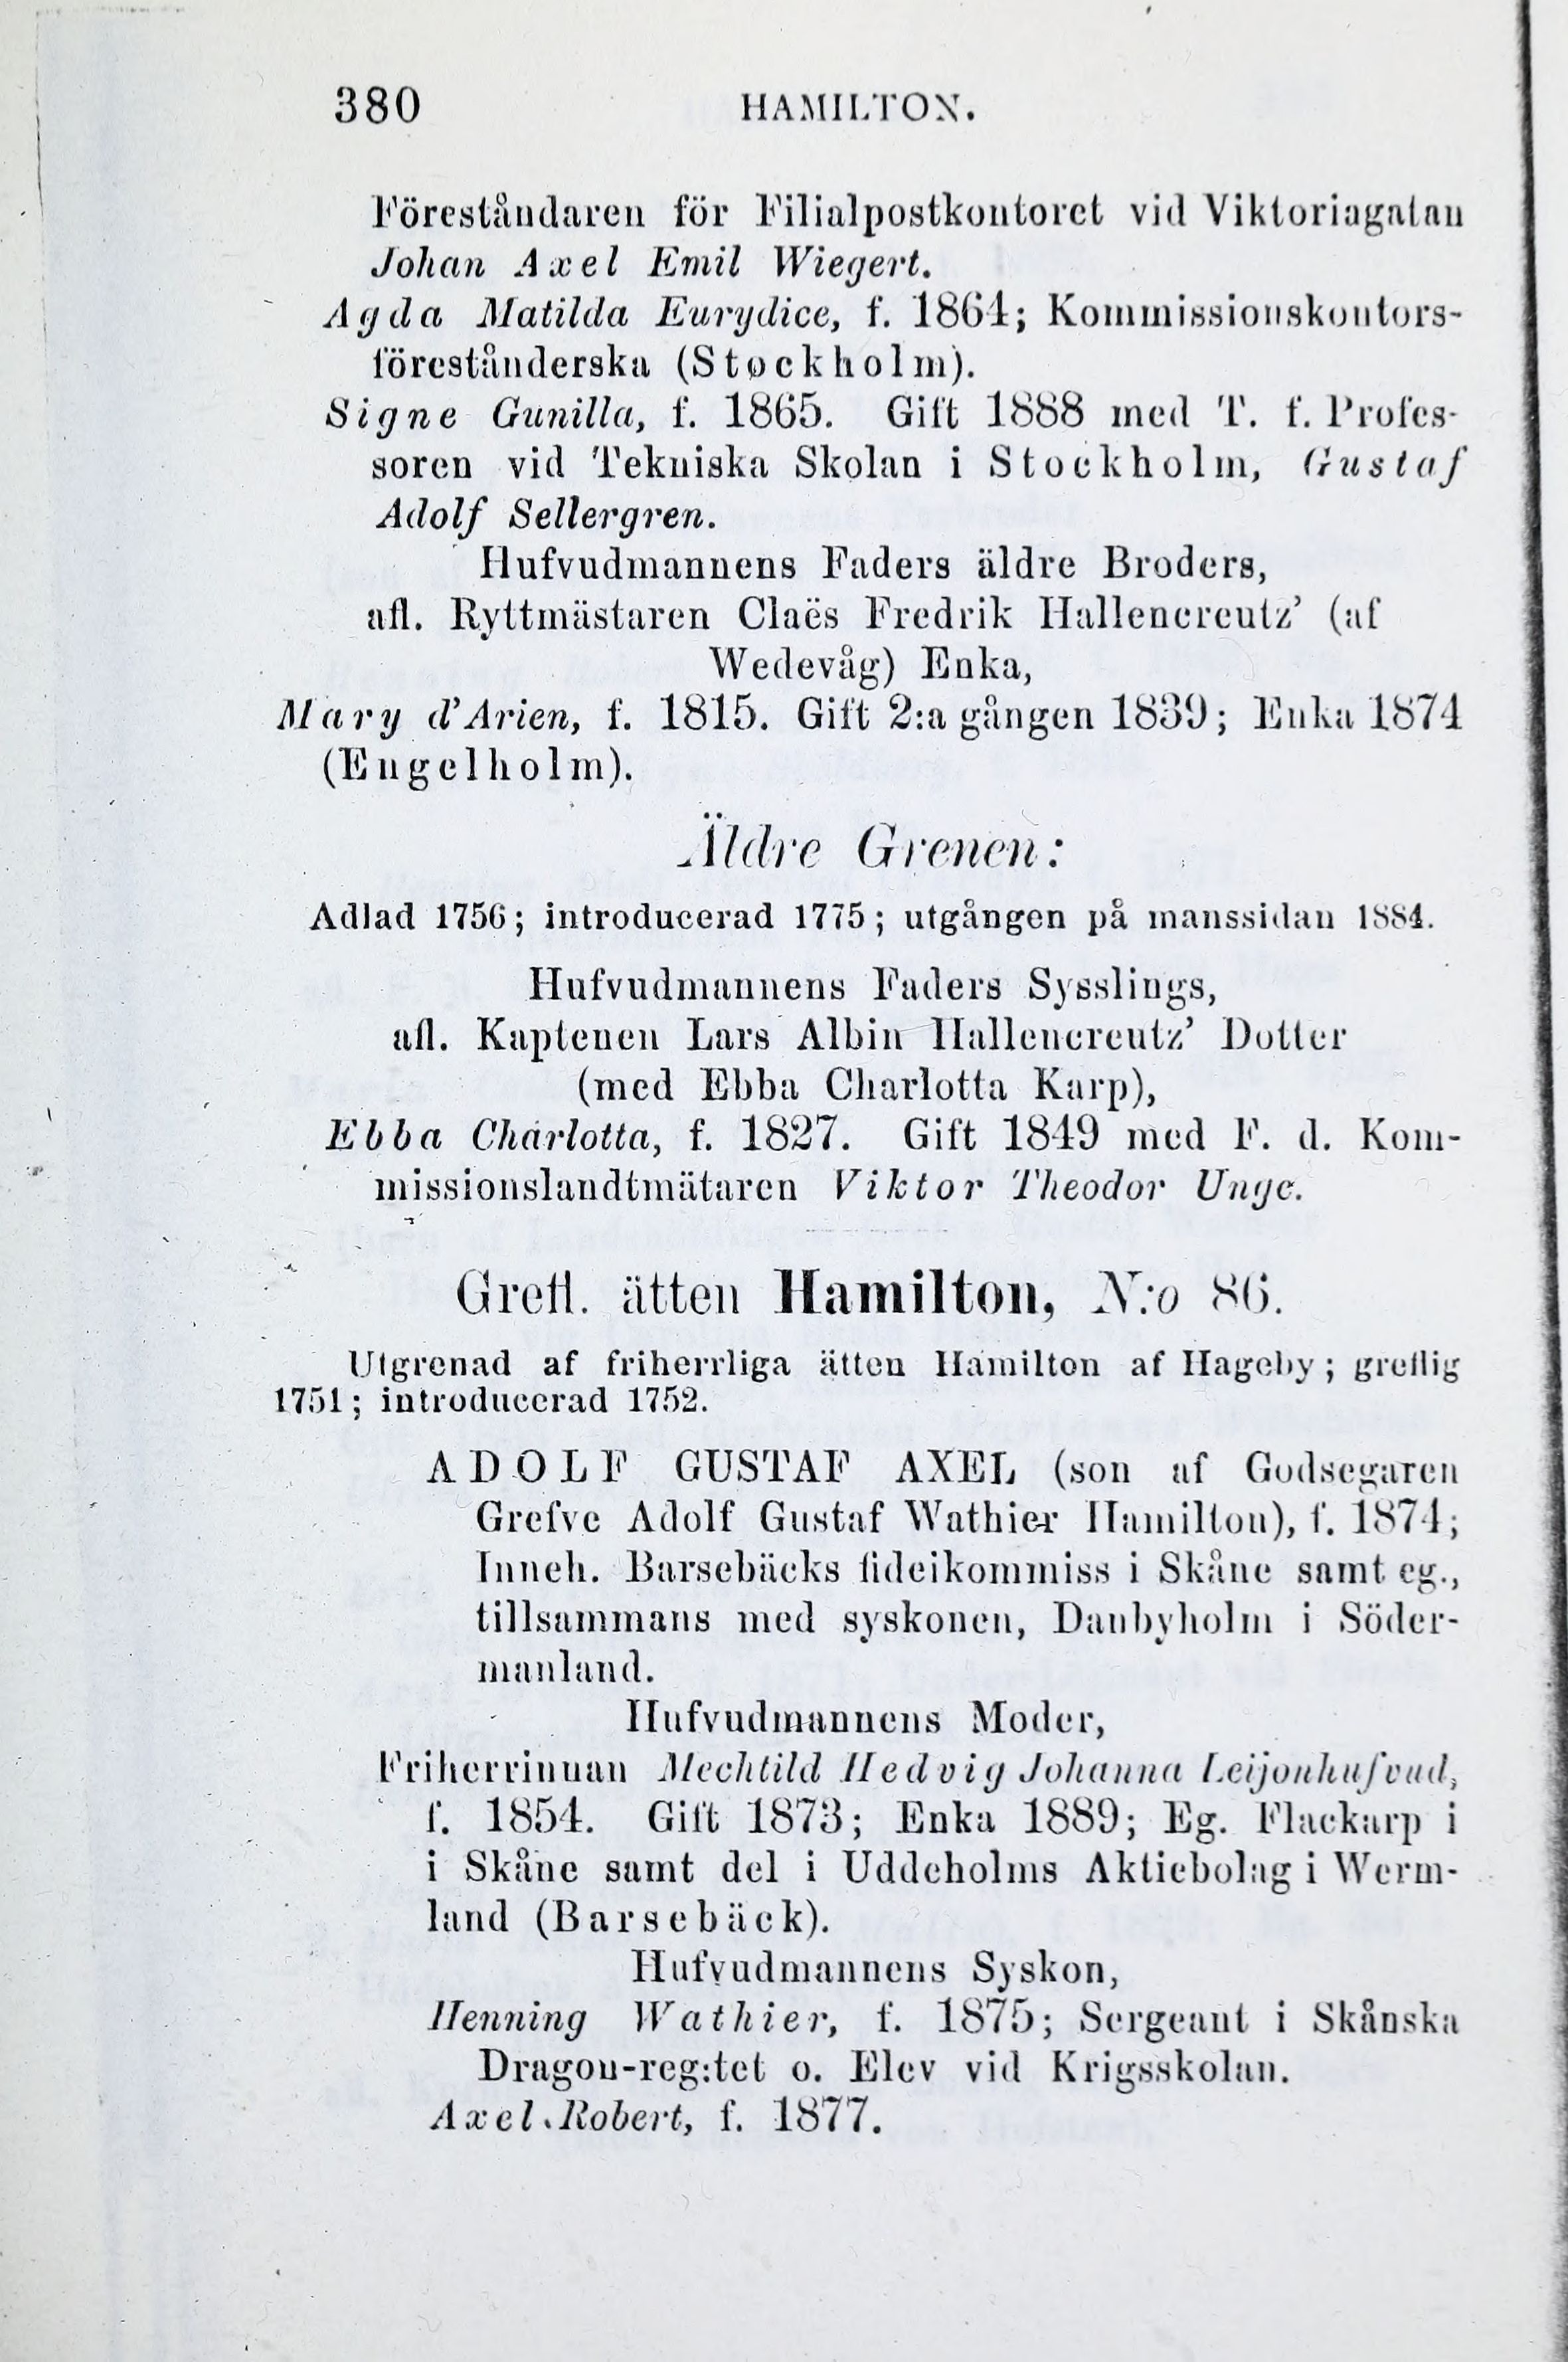 380 HAMILTON.
Föreståndaren för Filialpostkontoret vid Viktoriagatan
Johan Axel Emil Wiegert.
Agda Matilda Eurydice, f. 1864; Kommissionskontors-
förestånderska (Stockholm).
Signe Gunilla, f. 1865. Gift 1888 med T. f. Profes-
soren vid Tekniska Skolan i Stockholm, Gustaf
Adolf Sellergren.
Hufvudmannens Faders äldre Broders,
afl. Ryttmästaren Claës Fredrik Hallencreutz' (af
Wedevåg) Enka,
Mary d'Arien, f. 1815. Gift 2:a gången 1839; Enka 1874
(Engelholm).
Äldre Grenen:
Adlad 1756; introducerad 1775; utgången på manssidan 1884.
Hufvudmannens Faders Sysslings,
afl. Kaptenen Lars Albin Hallencreutz' Dotter
(med Ebba Charlotta Karp),
Ebba Charlotta, f. 1827. Gift 1849 med F. d. Kom-
missionslandtmätaren Viktor Theodor Unge.
Grefl. ätten Hamilton, N:o 86.
Utgrenad af friherrliga ätten Hamilton af Hageby; greflig
1751; introducerad 1752.
ADOLF GUSTAF AXEL (son af Godsegaren
Grefve Adolf Gustaf Wathier Hamilton), f. 1874;
Inneh. Barsebäcks fideikommiss i Skåne samt eg.,
tillsammans med syskonen, Danbyholm i Söder-
manland.
Hufvudmannens Moder,
Friherrinnan Mechtild Hedvig Johanna Leijonhufvud,
f. 1854. Gift 1873; Enka 1889; Eg. Flackarp i
i Skåne samt del i Uddeholms Aktiebolag i Werm-
land (Barsebäck).
Hufvudmannens Syskon,
Henning Wathier, f. 1875; Sergeant i Skånska
Dragon-reg:tet o. Elev vid Krigsskolan.
Axel Robert, f. 1877.